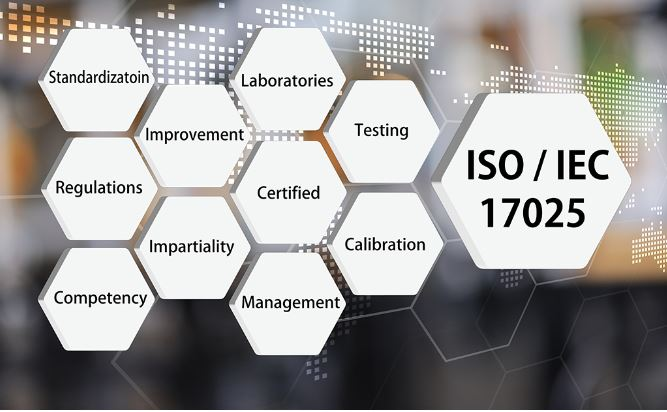 Standardizatoin
Improvement
Laboratories
Testing
Regulations
Impartiality
Certified
Calibration
Competency
Management
ISO / IEC
17025